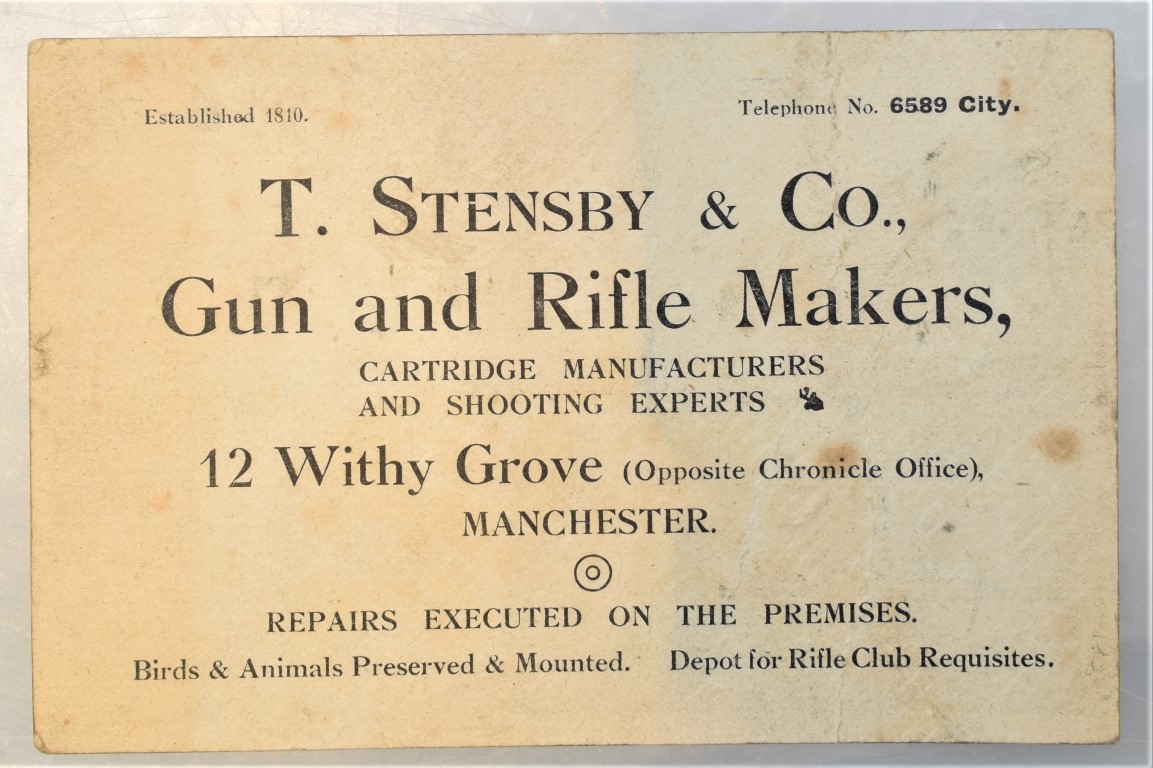 Established 1810.
Telephone No. 6589 City.
T. STENSBY & CO.,
Gun and Rifle Makers,
CARTRIDGE MANUFACTURERS
AND SHOOTING EXPERTS
12 Withy Grove (Opposite Chronicle Office),
MANCHESTER.
REPAIRS EXECUTED ON THE PREMISES.
Birds & Animals Preserved & Mounted. Depot for Rifle Club Requisites.